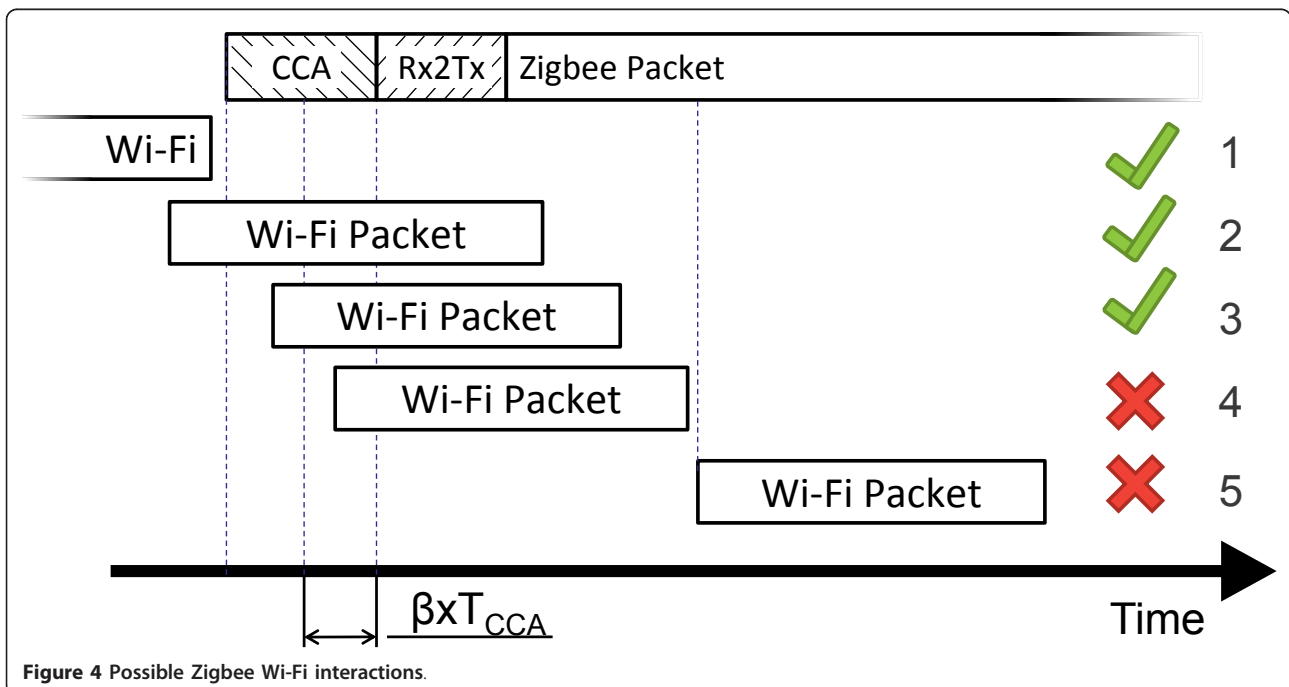 CCA Rx2Tx Zigbee Packet
Wi-Fi 1
Wi-Fi Packet 2
Wi-Fi Packet 3
Wi-Fi Packet 4
Wi-Fi Packet 5
βxT_CCA
Time
Figure 4 Possible Zigbee Wi-Fi interactions.